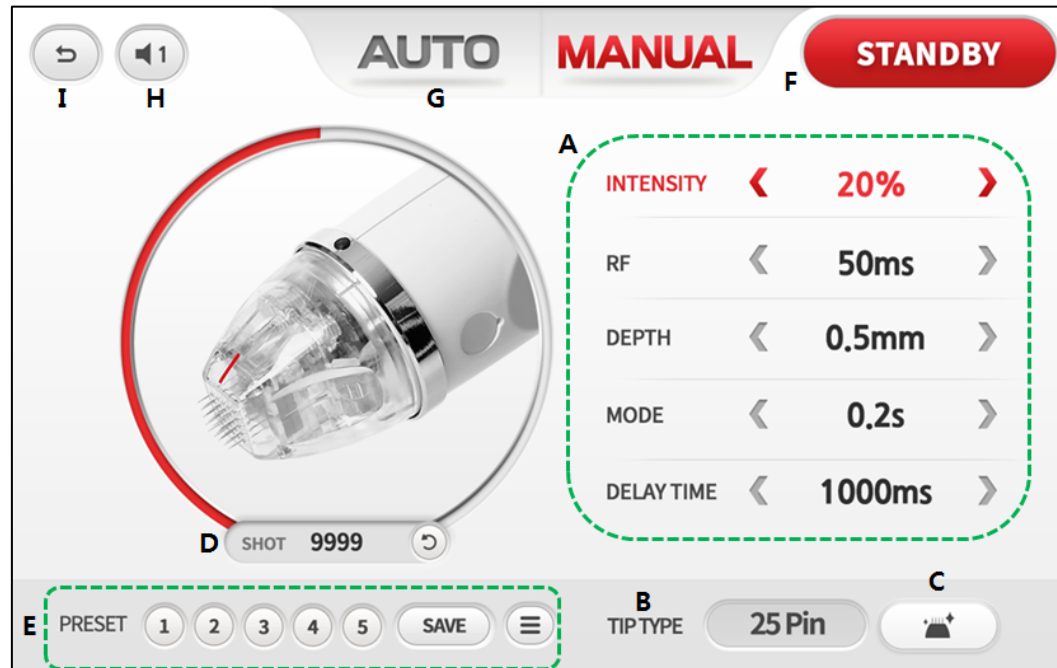 1
AUTO
MANUAL
STANDBY
I
H
G
F
A
INTENSITY 20%
RF 50ms
DEPTH 0.5mm
MODE 0.2s
DELAY TIME 1000ms
D SHOT 9999
E PRESET 1 2 3 4 5 SAVE
B
TIP TYPE 25 Pin
C